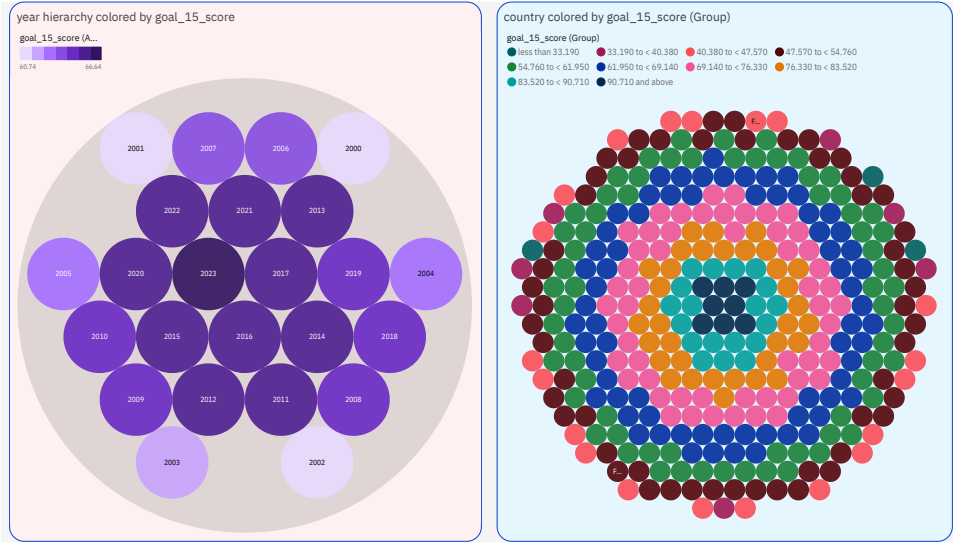 year hierarchy colored by goal_15_score
goal_15_score (A...
60.74 66.64
2001 2007 2006 2000
2022 2021 2013
2005 2020 2023 2017 2019 2004
2010 2015 2016 2014 2018
2009 2012 2011 2008
2003 2002
country colored by goal_15_score (Group)
goal_15_score (Group)
less than 33.190 33.190 to < 40.380 40.380 to < 47.570 47.570 to < 54.760
54.760 to < 61.950 61.950 to < 69.140 69.140 to < 76.330 76.330 to < 83.520
83.520 to < 90.710 90.710 and above
F...
F...